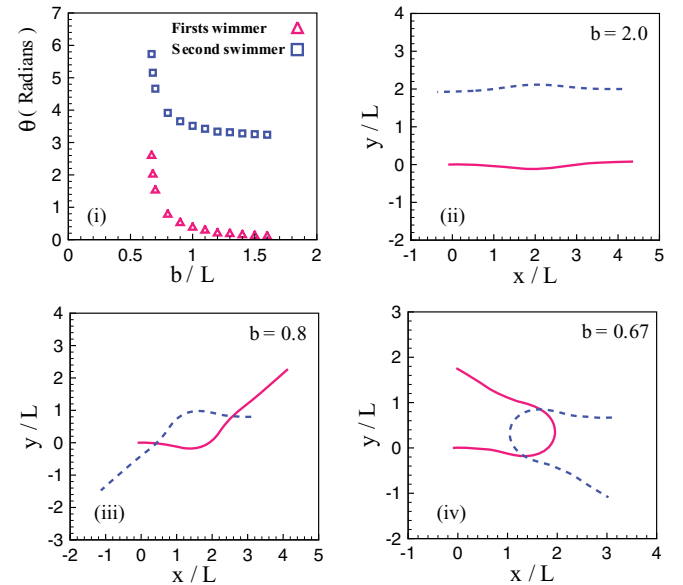 Firsts wimmer
Second swimmer
θ ( Radians)
7
6
5
4
3
2
1
0
(i)
0 0.5 1 1.5 2
b / L
b = 2.0
y / L
4
3
2
1
0
-1
-2
(ii)
-1 0 1 2 3 4 5
x / L
b = 0.8
y / L
4
3
2
1
0
-1
-2
-3
(iii)
-2 -1 0 1 2 3 4 5
x / L
b = 0.67
y / L
3
2
1
0
-1
-2
(iv)
-1 0 1 2 3 4
x / L